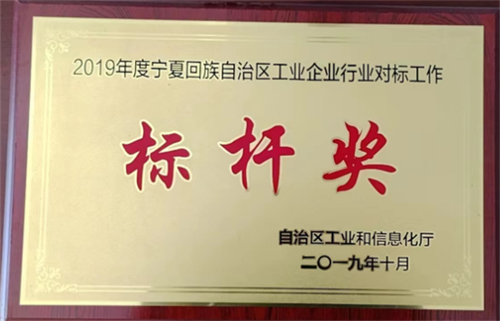 2019年度宁夏回族自治区工业企业行业对标工作
标杆奖
自治区工业和信息化厅
二〇一九年十月